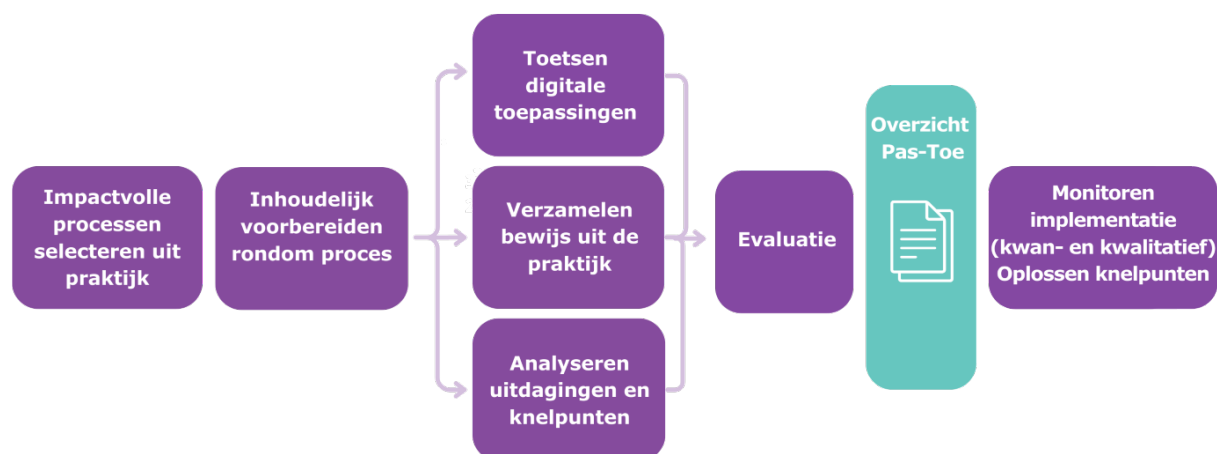 Impactvolle
processen
selecteren uit
praktijk
Inhoudelijk
voorbereiden
rondom proces
Toetsen
digitale
toepassingen
Verzamelen
bewijs uit de
praktijk
Analyseren
uitdagingen en
knelpunten
Evaluatie
Overzicht
Pas-Toe
Monitoren
implementatie
(kwan- en kwalitatief)
Oplossen knelpunten